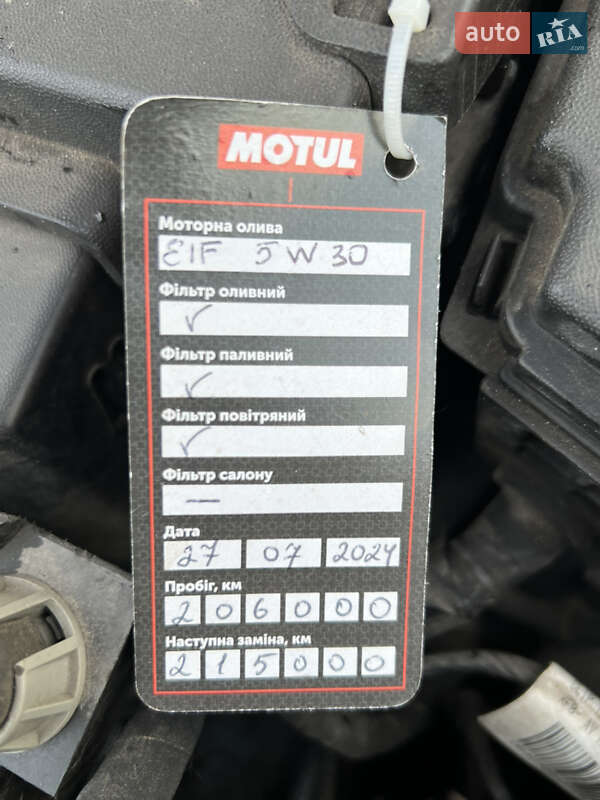 auto RIA.com
MOTUL
Моторна олива
ElF 5W30
Фільтр оливний
✓
Фільтр паливний
✓
Фільтр повітряний
✓
Фільтр салону
—
Дата
27 07 2024
Пробіг, км
206000
Наступна заміна, км
215000